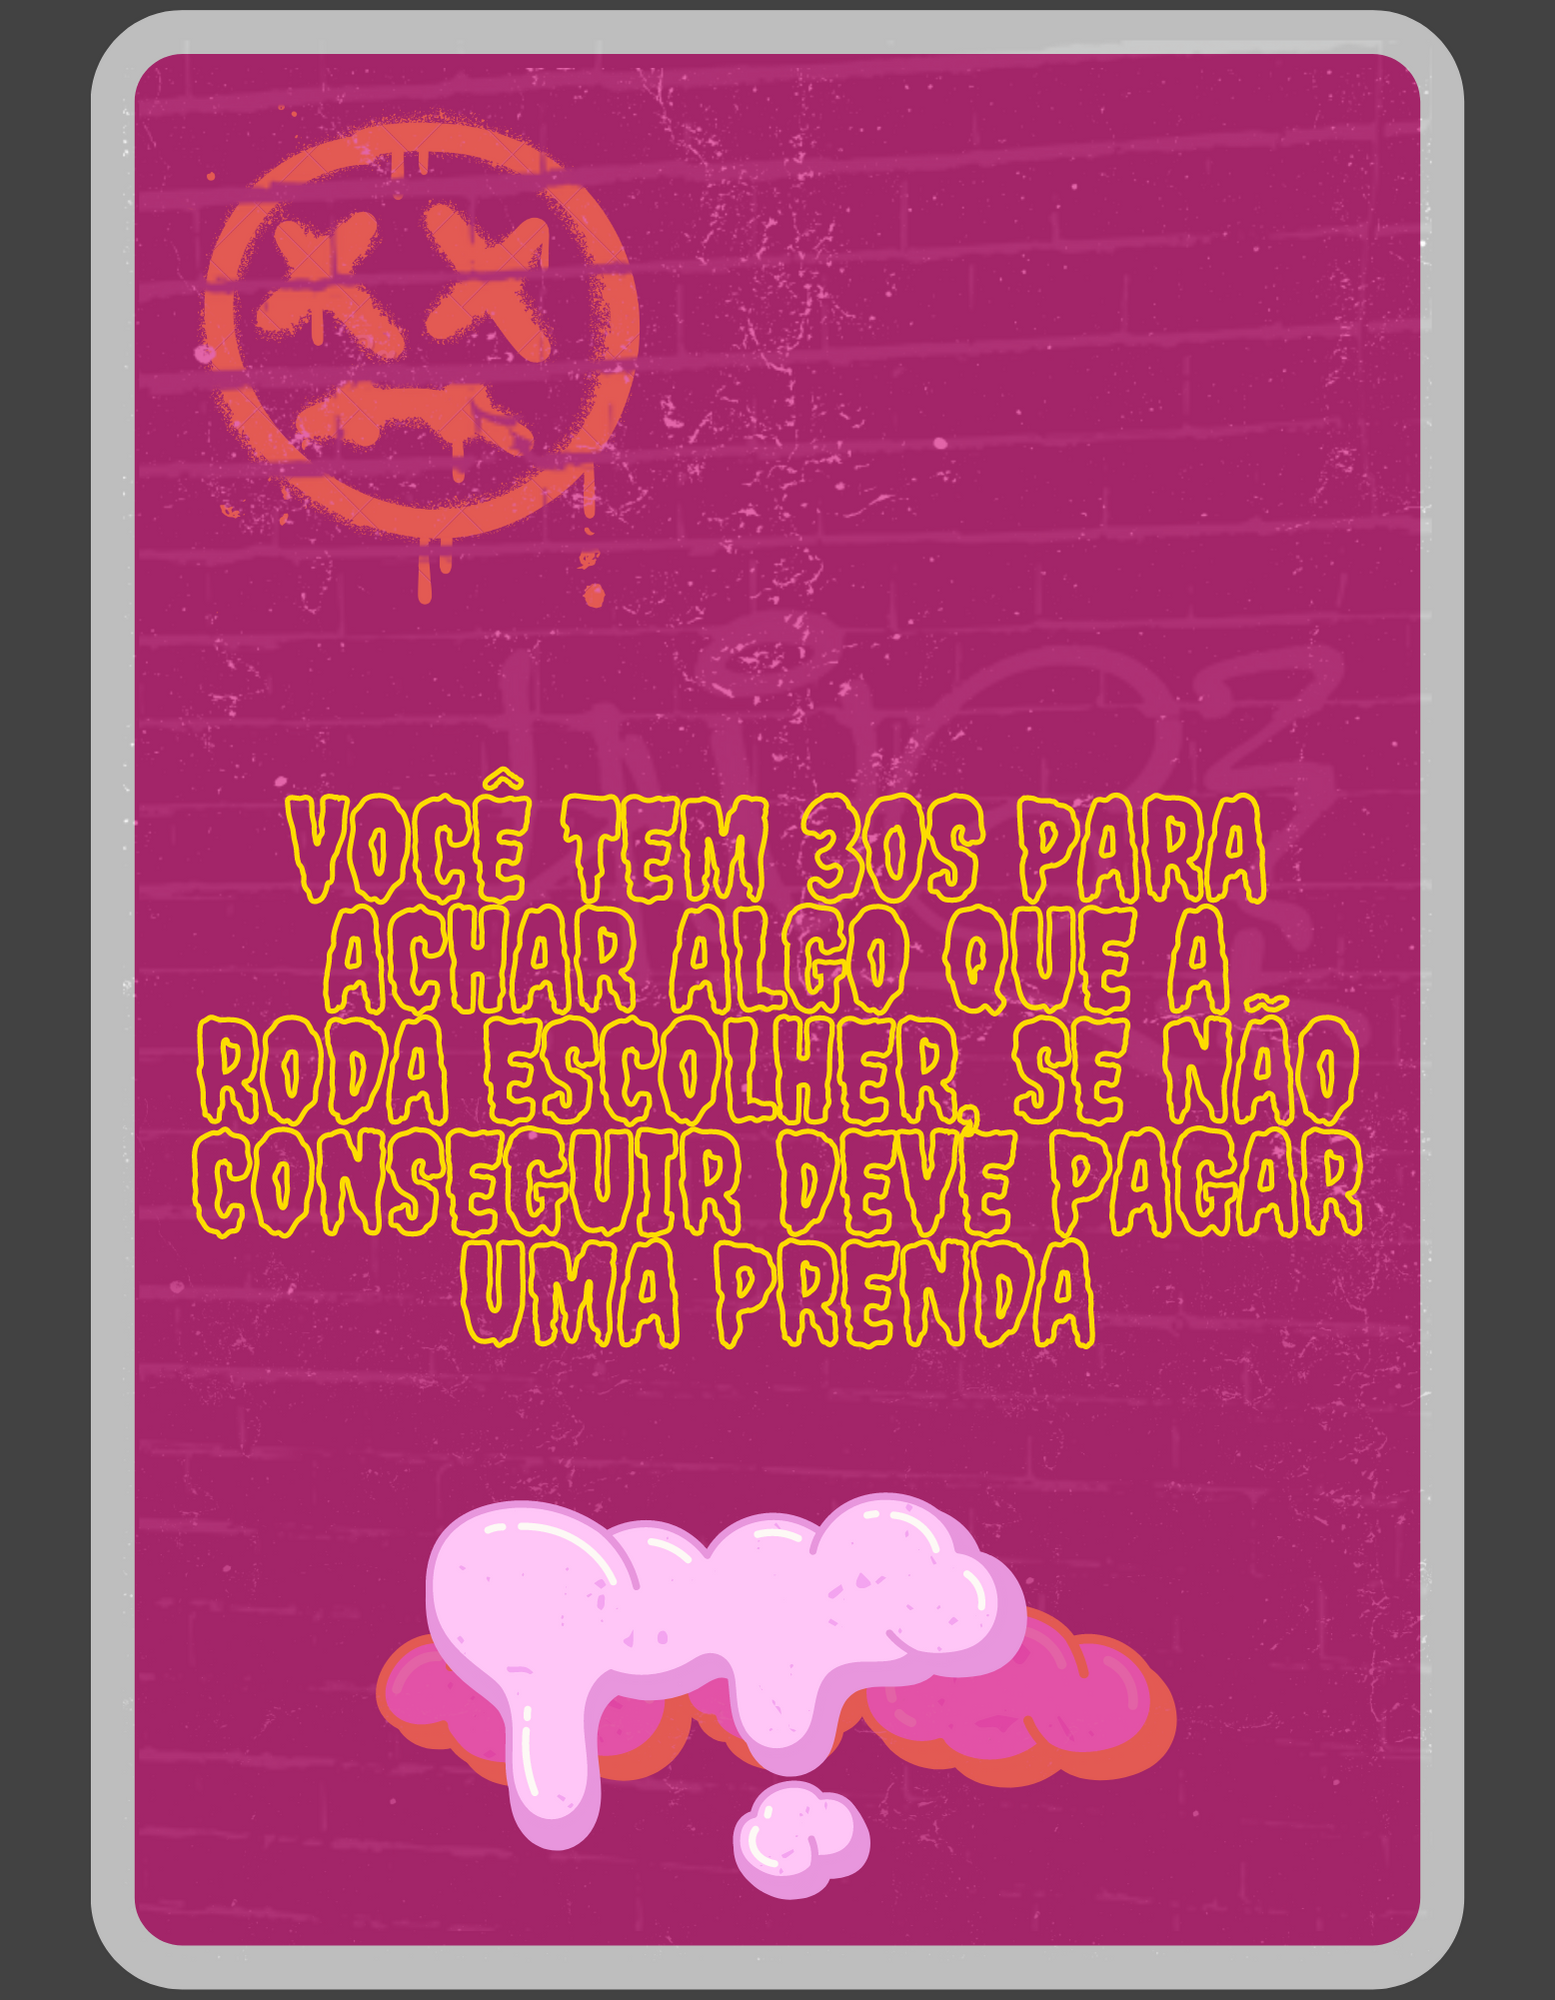 VOCÊ TEM 30S PARA
ACHAR ALGO QUE A
RODA ESCOLHER, SE NÃO
CONSEGUIR DEVE PAGAR
UMA PRENDA